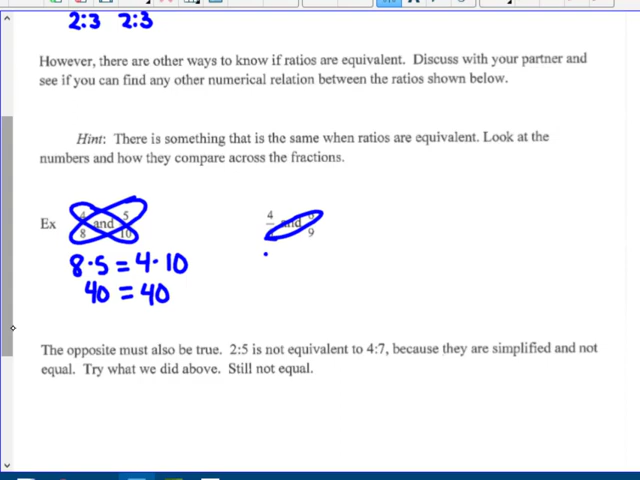 2:3 2:3
However, there are other ways to know if ratios are equivalent. Discuss with your partner and
see if you can find any other numerical relation between the ratios shown below.
Hint: There is something that is the same when ratios are equivalent. Look at the
numbers and how they compare across the fractions.
Ex 4/8 and 5/10
4 and
9
8·5 = 4·10
40 = 40
The opposite must also be true. 2:5 is not equivalent to 4:7, because they are simplified and not
equal. Try what we did above. Still not equal.